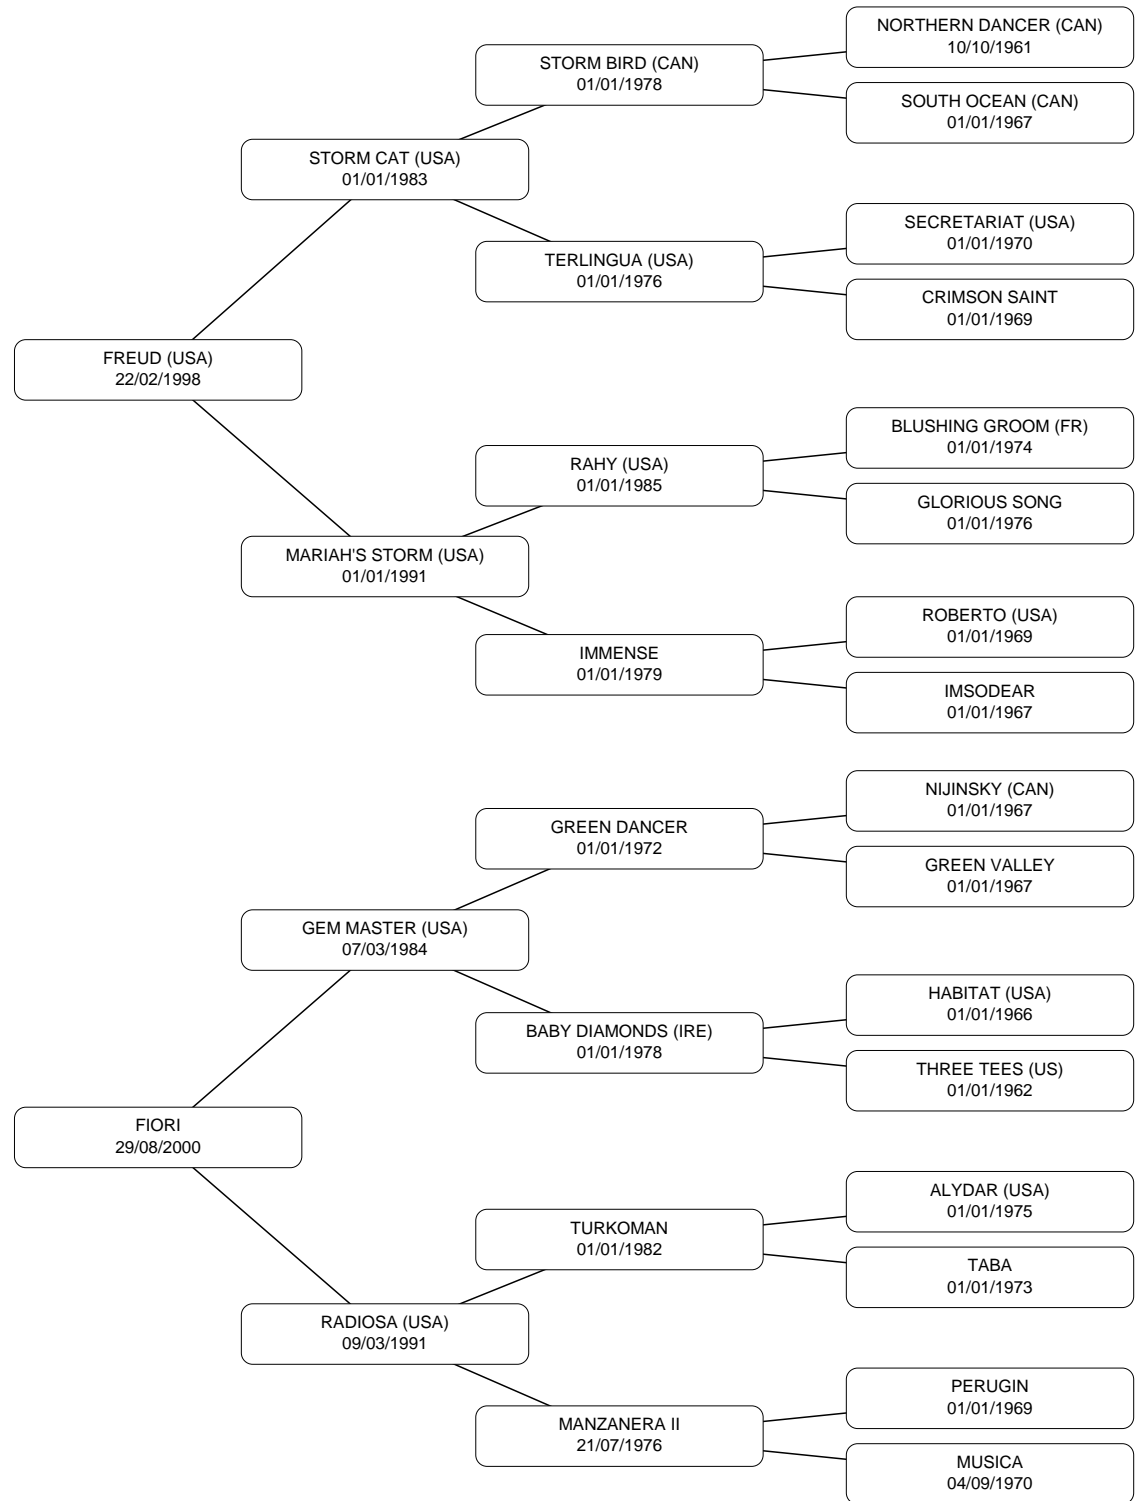 NORTHERN DANCER (CAN)
10/10/1961
STORM BIRD (CAN)
01/01/1978
SOUTH OCEAN (CAN)
01/01/1967
STORM CAT (USA)
01/01/1983
SECRETARIAT (USA)
01/01/1970
TERLINGUA (USA)
01/01/1976
CRIMSON SAINT
01/01/1969
FREUD (USA)
22/02/1998
BLUSHING GROOM (FR)
01/01/1974
RAHY (USA)
01/01/1985
GLORIOUS SONG
01/01/1976
MARIAH'S STORM (USA)
01/01/1991
ROBERTO (USA)
01/01/1969
IMMENSE
01/01/1979
IMSODEAR
01/01/1967
NIJINSKY (CAN)
01/01/1967
GREEN DANCER
01/01/1972
GREEN VALLEY
01/01/1967
GEM MASTER (USA)
07/03/1984
HABITAT (USA)
01/01/1966
BABY DIAMONDS (IRE)
01/01/1978
THREE TEES (US)
01/01/1962
FIORI
29/08/2000
ALYDAR (USA)
01/01/1975
TURKOMAN
01/01/1982
TABA
01/01/1973
RADIOSA (USA)
09/03/1991
PERUGIN
01/01/1969
MANZANERA II
21/07/1976
MUSICA
04/09/1970